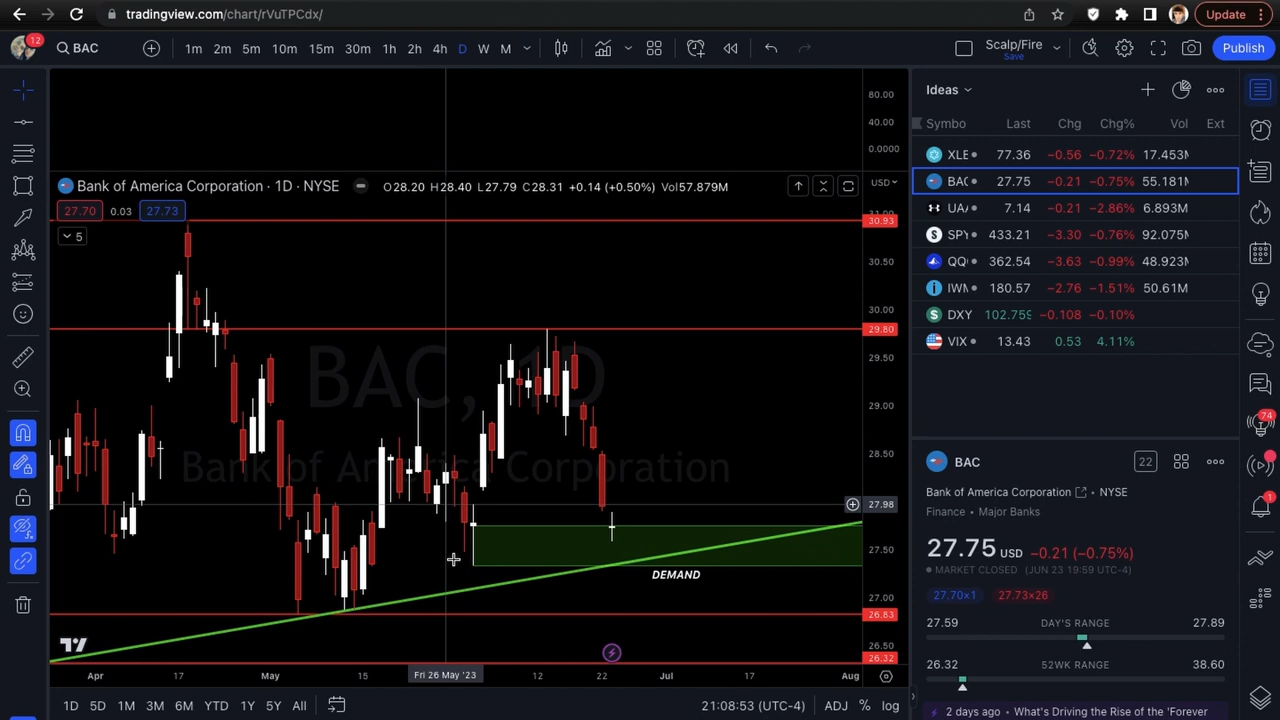 tradingview.com/chart/rVuTPCdx/
Update
12
BAC
1m 2m 5m 10m 15m 30m 1h 2h 4h D W M
Scalp/Fire
Save
Publish
80.00
40.00
0.0000
Bank of America Corporation · 1D · NYSE
O28.20 H28.40 L27.79 C28.31 +0.14 (+0.50%) Vol57.879M
USD
27.70 0.03 27.73
5
31.00
30.93
30.50
30.00
29.80
29.50
29.00
28.50
27.98
27.50
27.00
26.83
26.50
26.32
BAC, 1D
Bank of America Corporation
DEMAND
Apr 17 May 15 Fri 26 May '23 12 22 Jul 17 Aug
1D 5D 1M 3M 6M YTD 1Y 5Y All
21:08:53 (UTC-4) ADJ % log
Ideas
Symbo Last Chg Chg% Vol Ext
XLE 77.36 −0.56 −0.72% 17.453M
BAC 27.75 −0.21 −0.75% 55.181M
UA 7.14 −0.21 −2.86% 6.893M
SPY 433.21 −3.30 −0.76% 92.075M
QQ 362.54 −3.63 −0.99% 48.923M
IWM 180.57 −2.76 −1.51% 50.61M
DXY 102.759 −0.108 −0.10%
VIX 13.43 0.53 4.11%
BAC
22
Bank of America Corporation · NYSE
Finance · Major Banks
27.75 USD −0.21 (−0.75%)
MARKET CLOSED (JUN 23 19:59 UTC-4)
27.70×1 27.73×26
27.59 DAY'S RANGE 27.89
26.32 52WK RANGE 38.60
2 days ago · What's Driving the Rise of the 'Forever
74
1